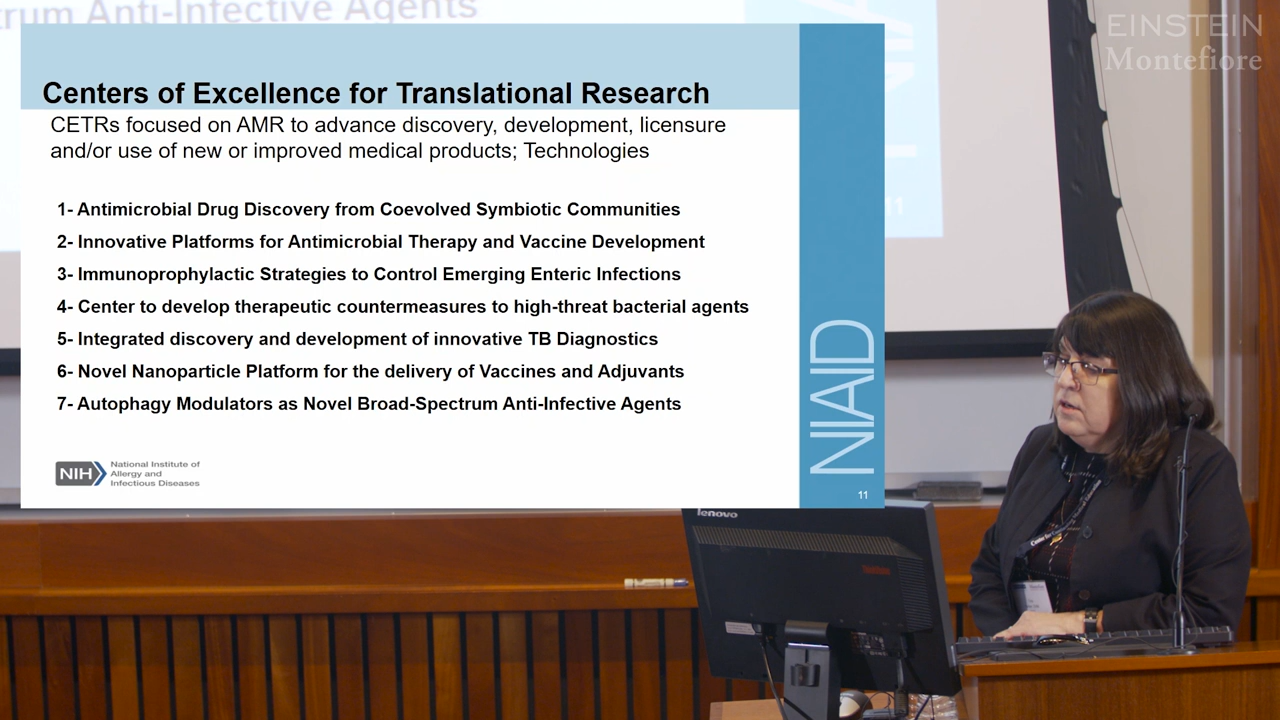 rum Anti-Infective Agents
EINSTEIN
Montefiore
Centers of Excellence for Translational Research
CETRs focused on AMR to advance discovery, development, licensure
and/or use of new or improved medical products; Technologies
1- Antimicrobial Drug Discovery from Coevolved Symbiotic Communities
2- Innovative Platforms for Antimicrobial Therapy and Vaccine Development
3- Immunoprophylactic Strategies to Control Emerging Enteric Infections
4- Center to develop therapeutic countermeasures to high-threat bacterial agents
5- Integrated discovery and development of innovative TB Diagnostics
6- Novel Nanoparticle Platform for the delivery of Vaccines and Adjuvants
7- Autophagy Modulators as Novel Broad-Spectrum Anti-Infective Agents
NIH
National Institute of
Allergy and
Infectious Diseases
NIAID
11
11
lenovo